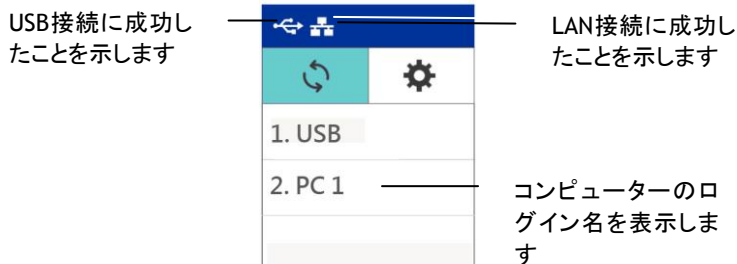 USB接続に成功し
たことを示します
LAN接続に成功し
たことを示します
1. USB
2. PC 1
コンピューターのロ
グイン名を表示しま
す